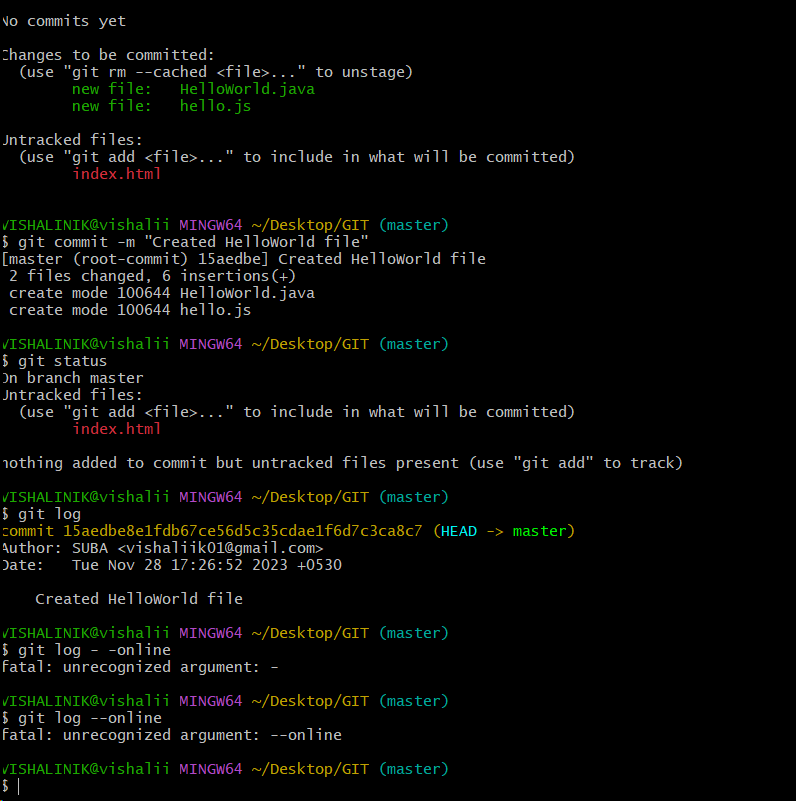 No commits yet
Changes to be committed:
(use "git rm --cached <file>..." to unstage)
new file:   HelloWorld.java
new file:   hello.js
Untracked files:
(use "git add <file>..." to include in what will be committed)
index.html
VISHALINIK@vishalii MINGW64 ~/Desktop/GIT (master)
$ git commit -m "Created HelloWorld file"
[master (root-commit) 15aedbe] Created HelloWorld file
2 files changed, 6 insertions(+)
create mode 100644 HelloWorld.java
create mode 100644 hello.js
VISHALINIK@vishalii MINGW64 ~/Desktop/GIT (master)
$ git status
On branch master
Untracked files:
(use "git add <file>..." to include in what will be committed)
index.html
nothing added to commit but untracked files present (use "git add" to track)
VISHALINIK@vishalii MINGW64 ~/Desktop/GIT (master)
$ git log
commit 15aedbe8e1fdb67ce56d5c35cdae1f6d7c3ca8c7 (HEAD -> master)
Author: SUBA <vishaliik01@gmail.com>
Date:   Tue Nov 28 17:26:52 2023 +0530
Created HelloWorld file
VISHALINIK@vishalii MINGW64 ~/Desktop/GIT (master)
$ git log - -online
fatal: unrecognized argument: -
VISHALINIK@vishalii MINGW64 ~/Desktop/GIT (master)
$ git log --online
fatal: unrecognized argument: --online
VISHALINIK@vishalii MINGW64 ~/Desktop/GIT (master)
$